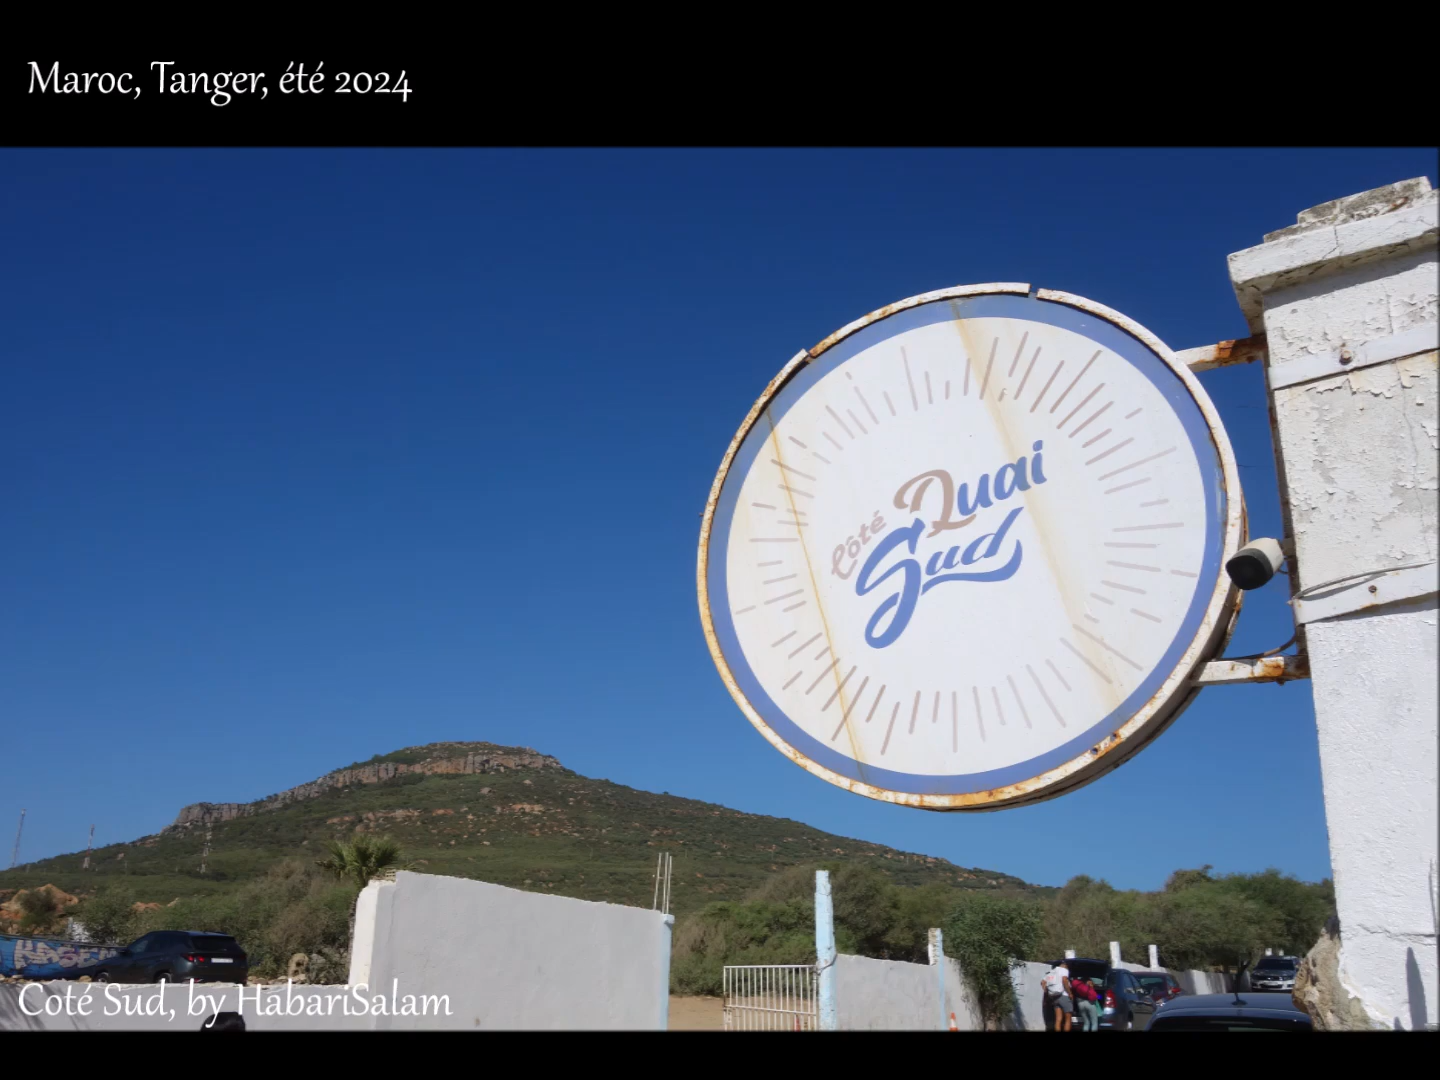 Maroc, Tanger, été 2024
Côté Quai
Sud
Coté Sud, by HabariSalam